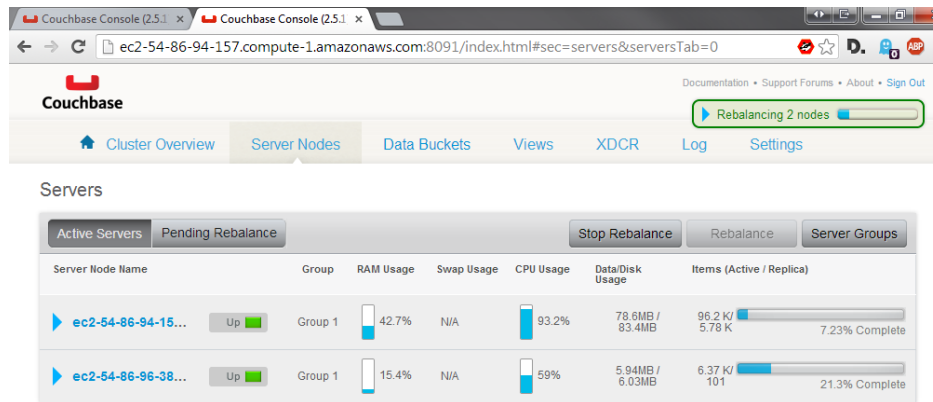 Couchbase Console (2.5.1
Couchbase Console (2.5.1
ec2-54-86-94-157.compute-1.amazonaws.com:8091/index.html#sec=servers&serversTab=0
D.
0
ABP
Documentation • Support Forums • About • Sign Out
Couchbase
Rebalancing 2 nodes
Cluster Overview Server Nodes Data Buckets Views XDCR Log Settings
Servers
Active Servers Pending Rebalance Stop Rebalance Rebalance Server Groups
Server Node Name Group RAM Usage Swap Usage CPU Usage Data/Disk Usage Items (Active / Replica)
ec2-54-86-94-15... Up Group 1 42.7% N/A 93.2% 78.6MB / 83.4MB 96.2 K/ 5.78 K 7.23% Complete
ec2-54-86-96-38... Up Group 1 15.4% N/A 59% 5.94MB / 6.03MB 6.37 K/ 101 21.3% Complete